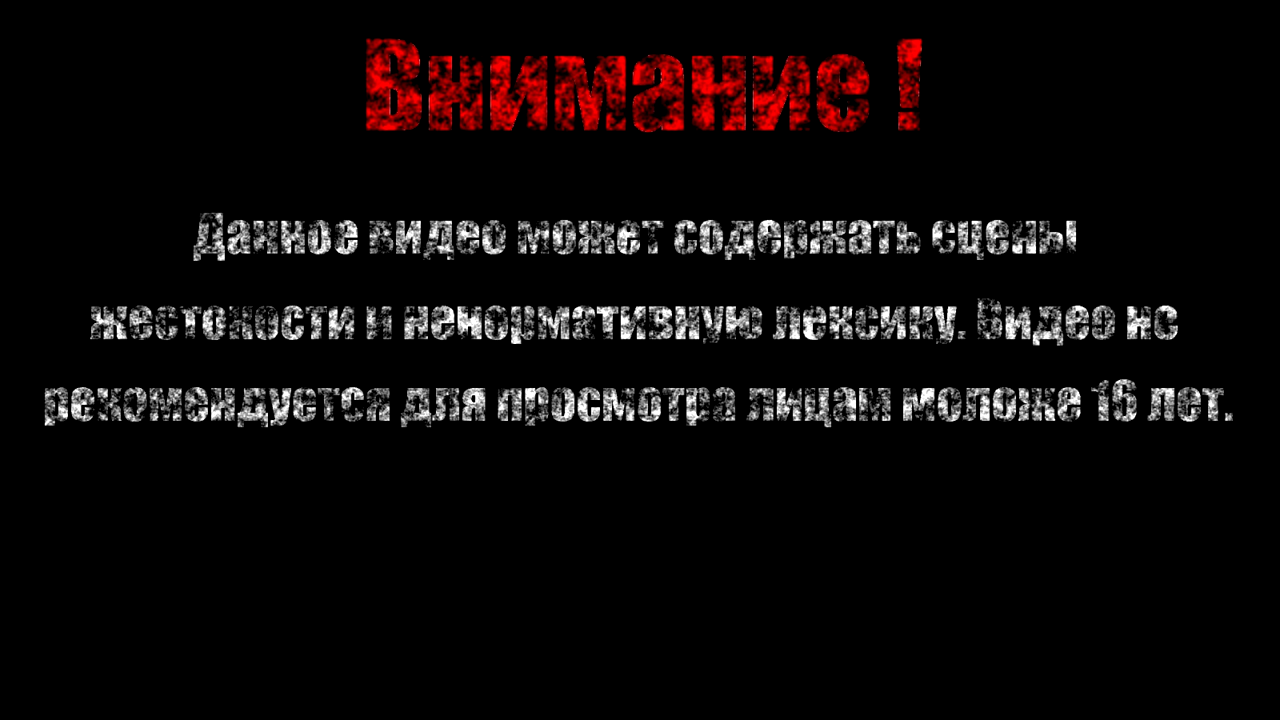 Внимание !
Данное видео может содержать сцены
жестокости и ненормативную лексику. Видео не
рекомендуется для просмотра лицам моложе 16 лет.